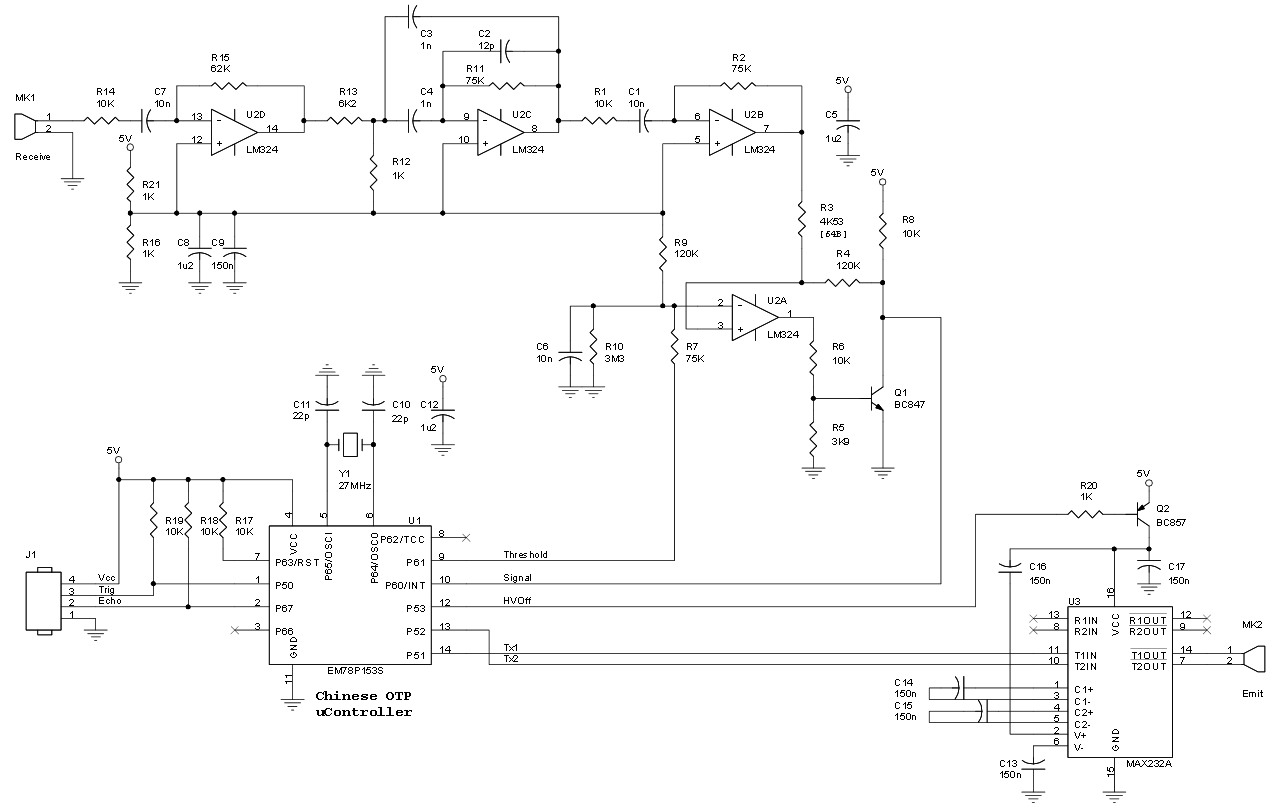 MK1
1
2
Receive
R14
10K
C7
10n
R15
62K
13
12
U2D
14
LM324
5V
R21
1K
R16
1K
C8
1u2
C9
150n
R13
6K2
R12
1K
C3
1n
C4
1n
C2
12p
R11
75K
9
10
U2C
8
LM324
R1
10K
C1
10n
R2
75K
6
5
U2B
7
LM324
5V
C5
1u2
5V
R3
4K53
R8
10K
R4
120K
R9
120K
2
3
U2A
1
LM324
C6
10n
R10
3M3
R7
75K
R6
10K
R5
3K9
Q1
BC847
C11
22p
C10
22p
5V
C12
1u2
Y1
27MHz
5V
R19
10K
R18
10K
R17
10K
J1
4
Vcc
3
Trig
2
Echo
1
4
5
6
U1
VCC
P65/OSCI
P64/OSCO
P62/TCC
8
7
P63/RST
P61
9
Threshold
1
P50
P60/INT
10
Signal
2
P67
P53
12
HVOff
3
P66
P52
13
GND
P51
14
Tx1
Tx2
11
EM78P153S
Chinese OTP
uController
R20
1K
5V
Q2
BC857
C16
150n
C17
150n
16
U3
VCC
13
R1IN
R1OUT
12
8
R2IN
R2OUT
9
11
T1IN
T1OUT
14
10
T2IN
T2OUT
7
1
C1+
3
C1-
4
C2+
5
C2-
2
V+
6
V-
GND
15
MAX232A
C14
150n
C15
150n
C13
150n
MK2
1
2
Emit